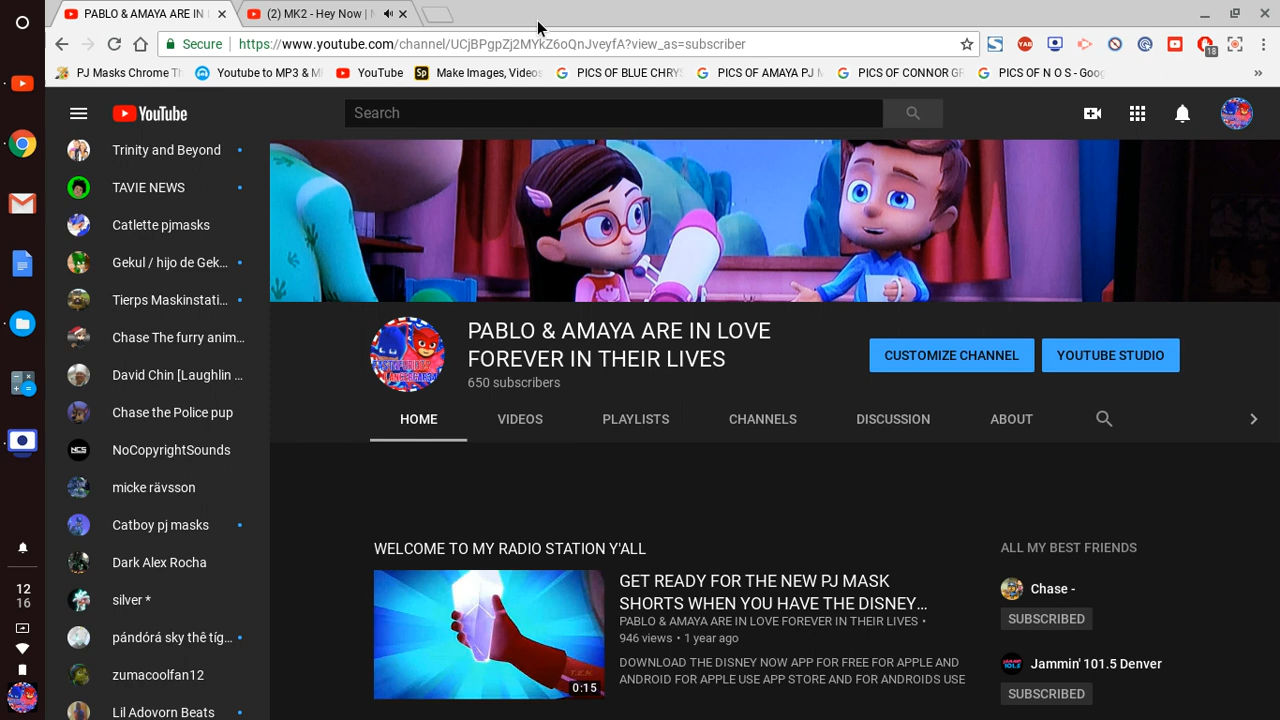 PABLO & AMAYA ARE IN
(2) MK2 - Hey Now |
Secure
https://www.youtube.com/channel/UCjBPgpZj2MYkZ6oQnJveyfA?view_as=subscriber
YAB
18
PJ Masks Chrome Th
Youtube to MP3 & M
YouTube
Sp
Make Images, Videos
PICS OF BLUE CHRYS
PICS OF AMAYA PJ M
PICS OF CONNOR GR
PICS OF N O S - Goog
»
YouTube
Search
Trinity and Beyond
TAVIE NEWS
Catlette pjmasks
Gekul / hijo de Gek...
Tierps Maskinstati...
Chase The furry anim...
David Chin [Laughlin ...
Chase the Police pup
NCS
NoCopyrightSounds
micke rävsson
Catboy pj masks
Dark Alex Rocha
silver *
pándórá sky thê tíg...
zumacoolfan12
Lil Adovorn Beats
12
16
PABLO & AMAYA ARE IN LOVE
FOREVER IN THEIR LIVES
650 subscribers
CUSTOMIZE CHANNEL
YOUTUBE STUDIO
HOME
VIDEOS
PLAYLISTS
CHANNELS
DISCUSSION
ABOUT
WELCOME TO MY RADIO STATION Y'ALL
0:15
GET READY FOR THE NEW PJ MASK
SHORTS WHEN YOU HAVE THE DISNEY...
PABLO & AMAYA ARE IN LOVE FOREVER IN THEIR LIVES •
946 views • 1 year ago
DOWNLOAD THE DISNEY NOW APP FOR FREE FOR APPLE AND
ANDROID FOR APPLE USE APP STORE AND FOR ANDROIDS USE
ALL MY BEST FRIENDS
Chase -
SUBSCRIBED
Jammin' 101.5 Denver
SUBSCRIBED